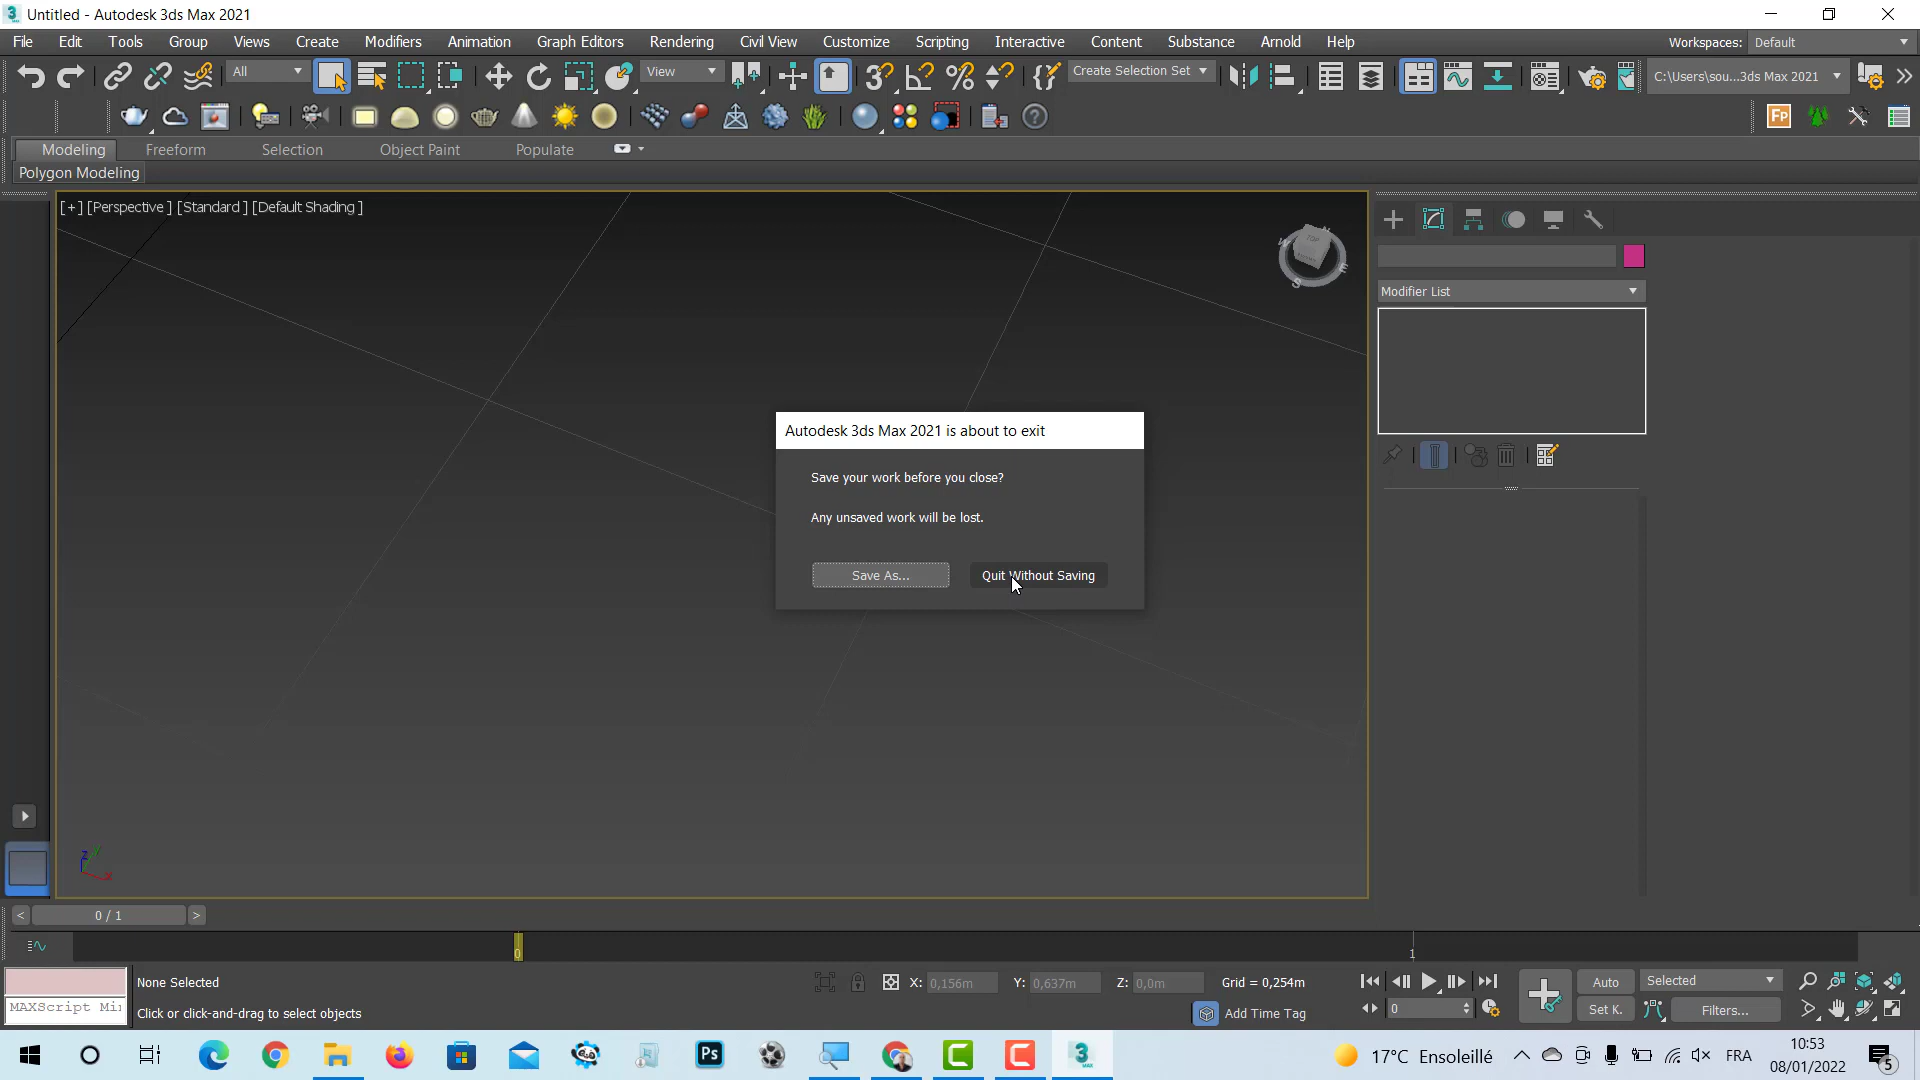 Untitled - Autodesk 3ds Max 2021
File Edit Tools Group Views Create Modifiers Animation Graph Editors Rendering Civil View Customize Scripting Interactive Content Substance Arnold Help Workspaces: Default
All View Create Selection Set C:\Users\sou...3ds Max 2021
Modeling Freeform Selection Object Paint Populate
Polygon Modeling
[+] [Perspective ] [Standard ] [Default Shading ]
Modifier List
Autodesk 3ds Max 2021 is about to exit
Save your work before you close?
Any unsaved work will be lost.
Save As... Quit Without Saving
< 0 / 1 >
0 1
None Selected X: 0,156m Y: 0,637m Z: 0,0m Grid = 0,254m Auto Selected
MAXScript Mi Click or click-and-drag to select objects Add Time Tag 0 Set K. Filters...
17°C Ensoleillé FRA 10:53
08/01/2022 5